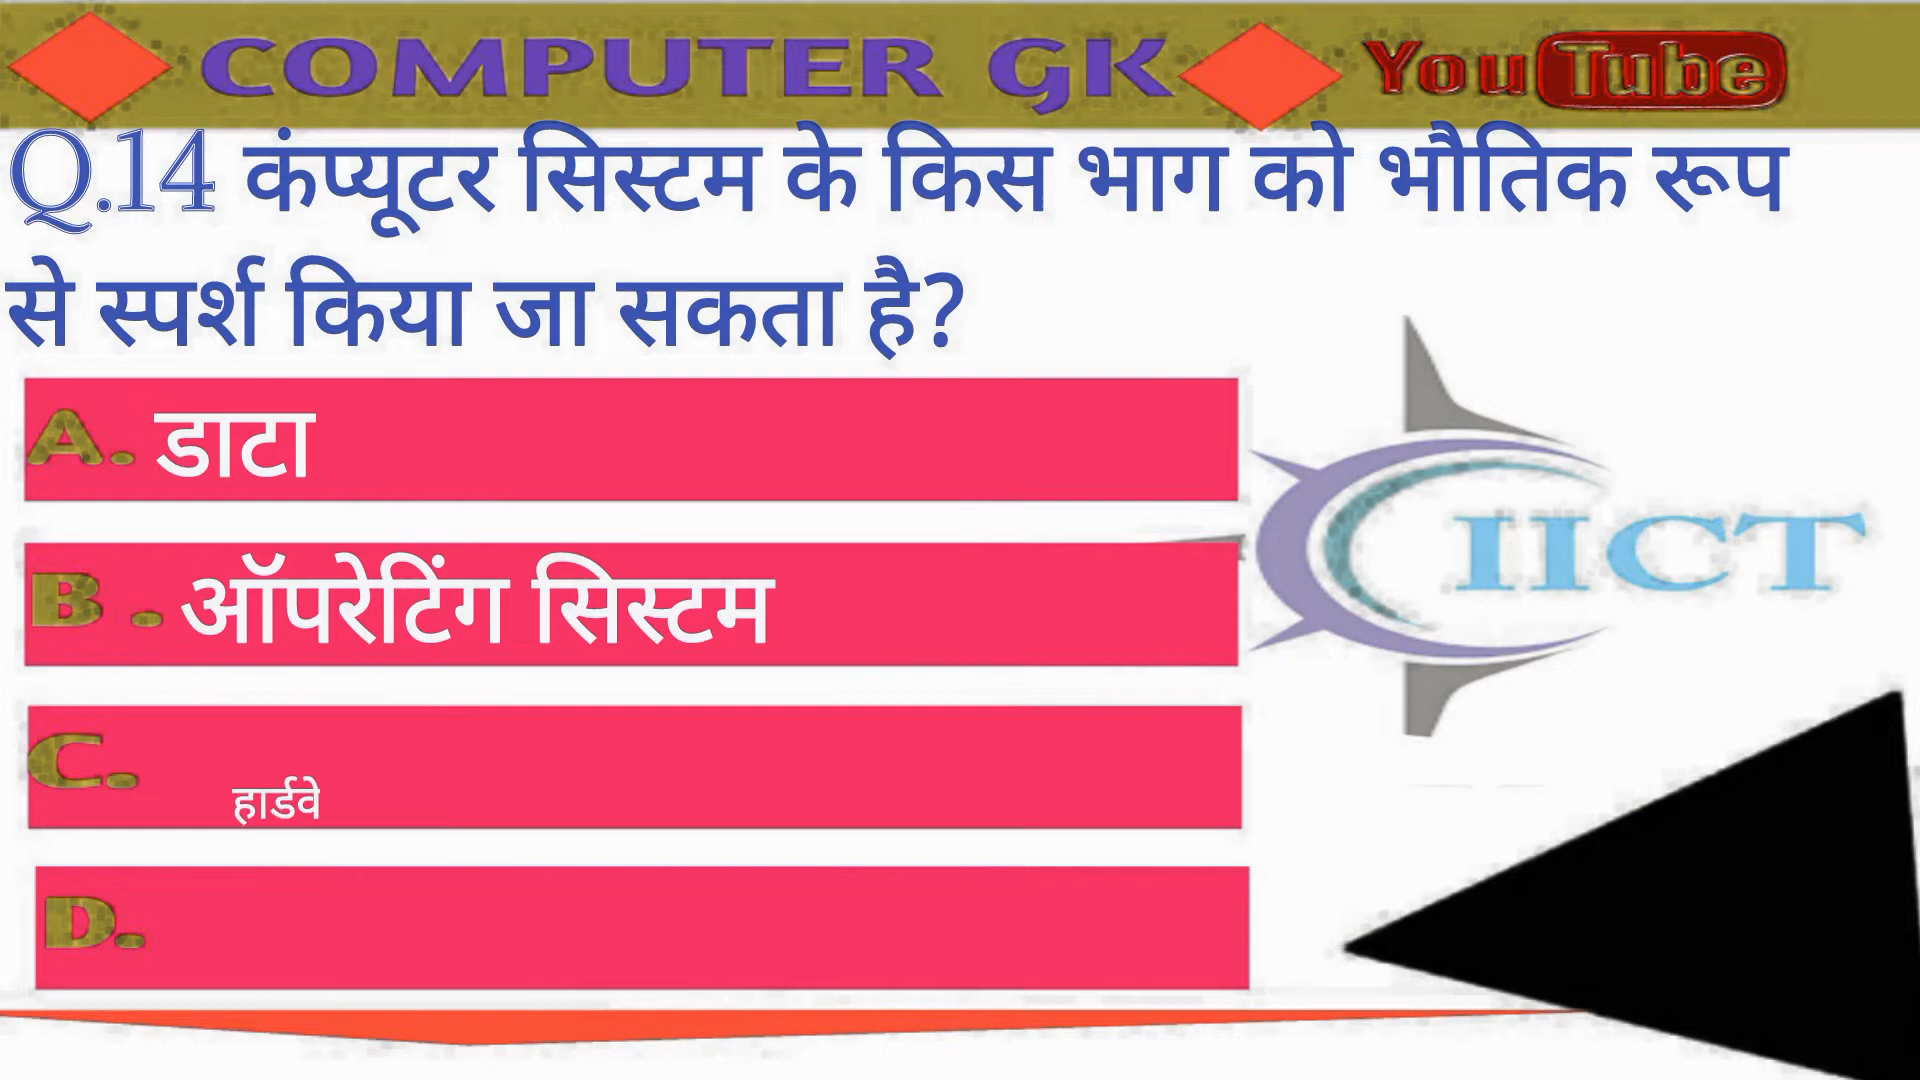 COMPUTER GK YouTube
Q.14 कंप्यूटर सिस्टम के किस भाग को भौतिक रूप
से स्पर्श किया जा सकता है?
A. डाटा
B . ऑपरेटिंग सिस्टम
C. हार्डवे
D.
IICT